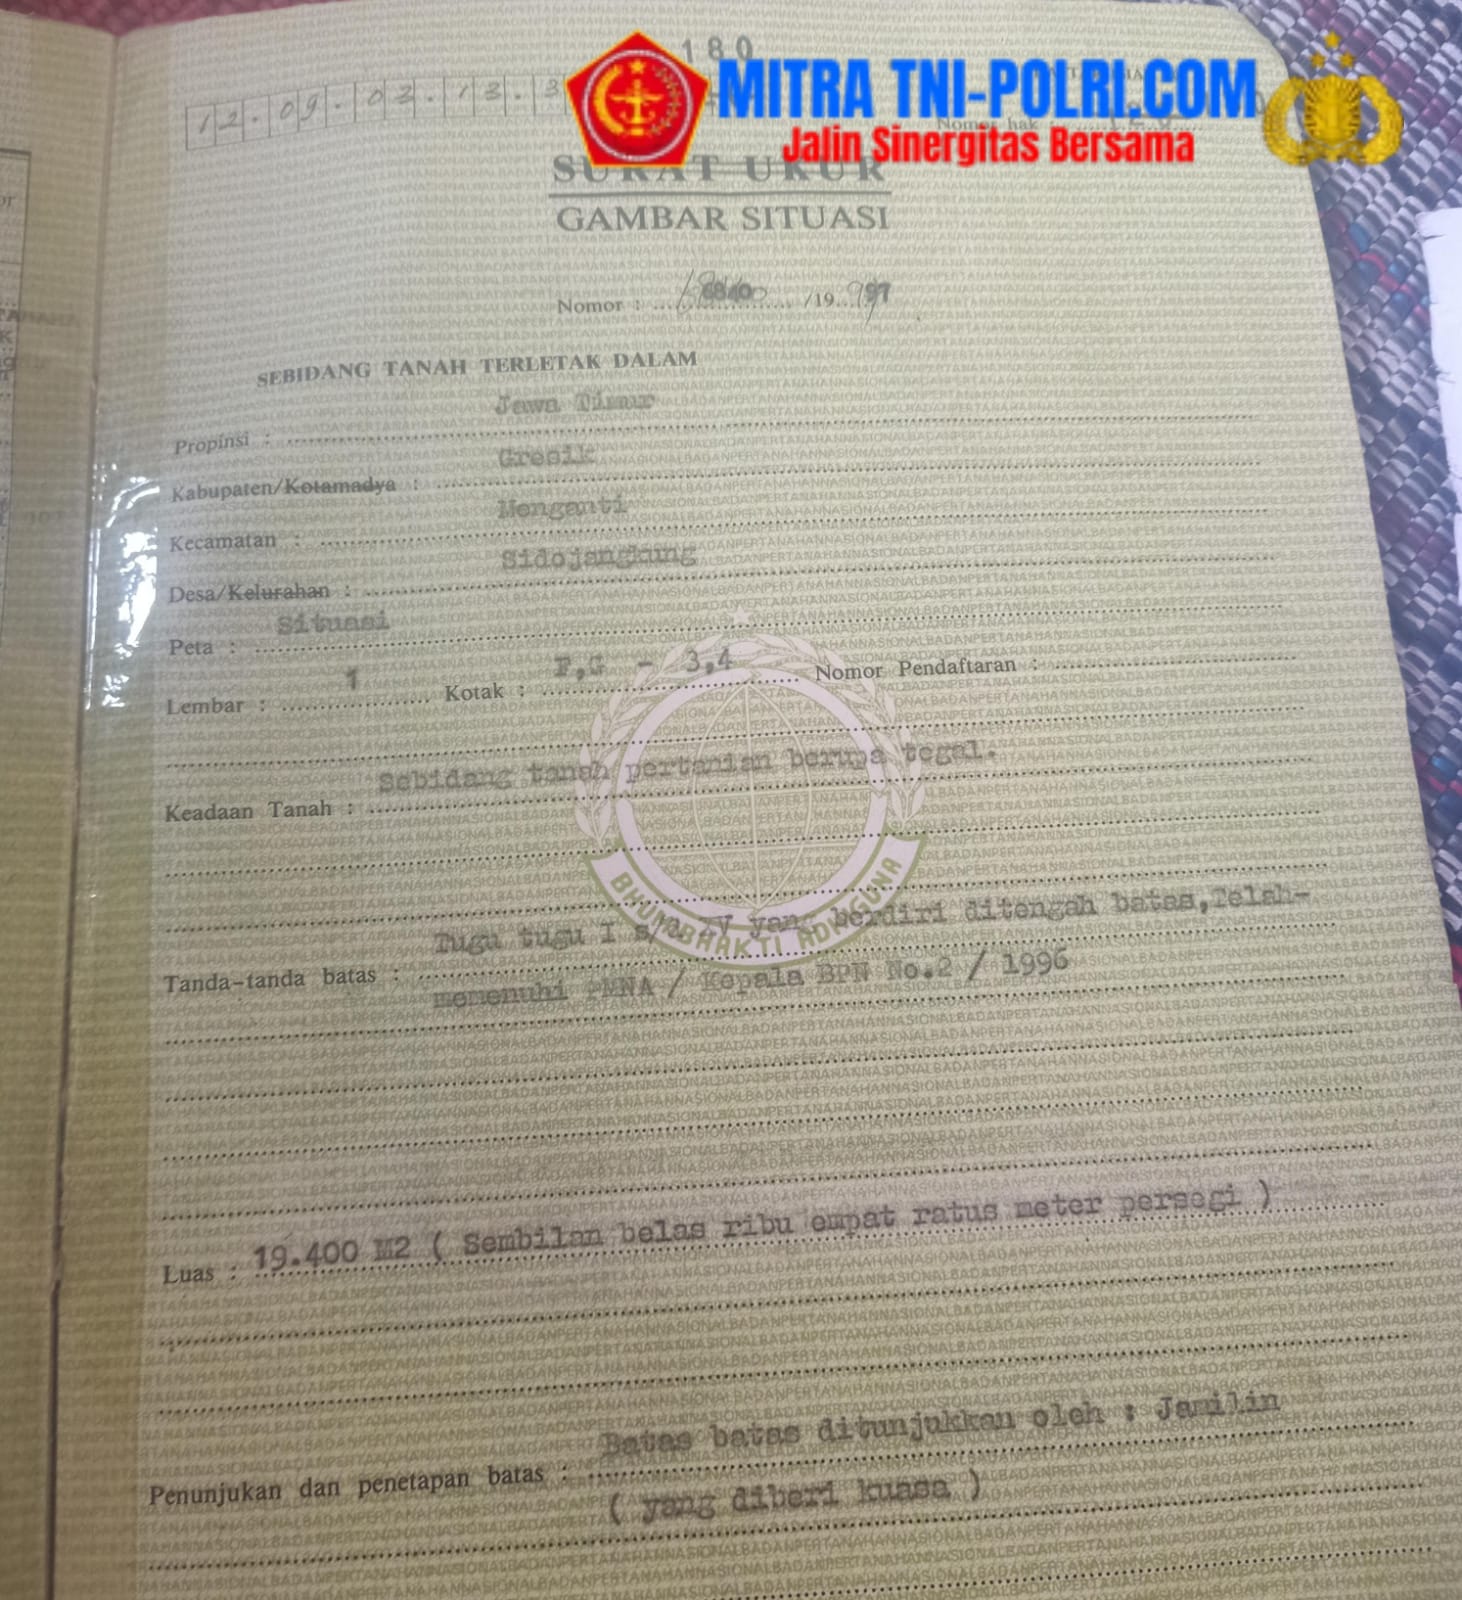 180
MITRA TNI-POLRI.COM
Jalin Sinergitas Bersama
12.09.03.13.3
Nomor hak :
SURAT UKUR
GAMBAR SITUASI
Nomor : 6840 /19 97
SEBIDANG TANAH TERLETAK DALAM
Jawa Timur
Propinsi :
Gresik
Kabupaten/Kotamadya :
Menganti
Kecamatan :
Sidojangkung
Desa/Kelurahan :
Situasi
Peta :
Lembar : 1 Kotak : F,G - 3,4 Nomor Pendaftaran :
Sebidang tanah pertanian berupa tegal.
Keadaan Tanah :
BHUMIBHAKTI ADHIGUNA
Tugu tugu I s/d IV yang berdiri ditengah batas,Telah-
Tanda-tanda batas :
memenuhi PMNA / Kepala BPN No.2 / 1996
Luas : 19.400 M2 ( Sembilan belas ribu empat ratus meter persegi )
Batas batas ditunjukkan oleh : Jamilin
Penunjukan dan penetapan batas :
( yang diberi kuasa )